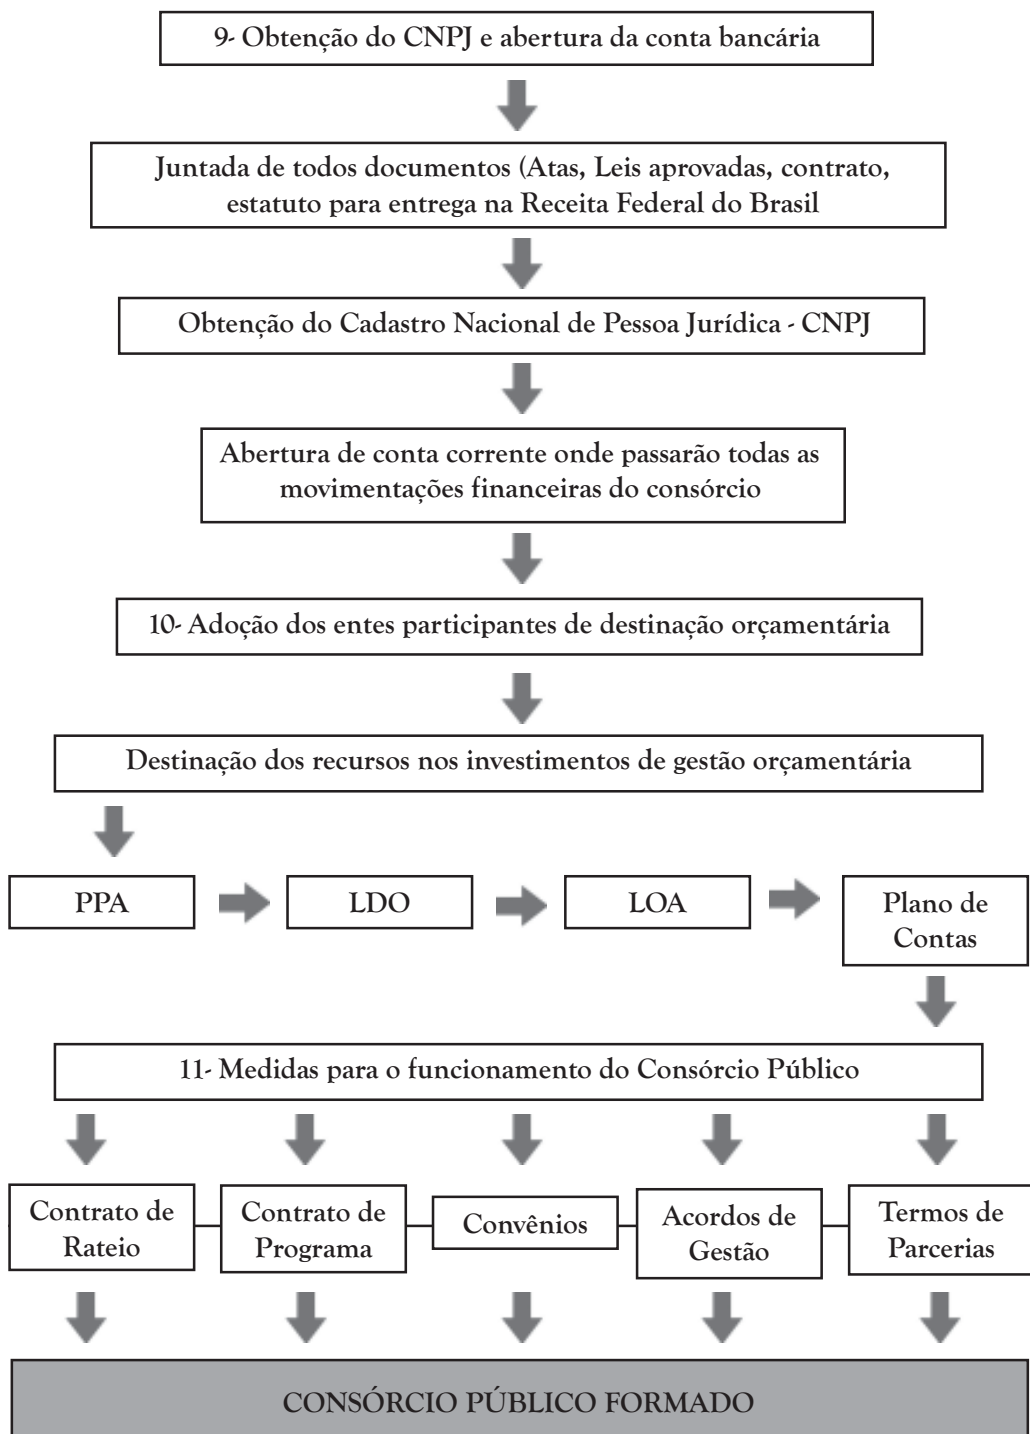 9- Obtenção do CNPJ e abertura da conta bancária
Juntada de todos documentos (Atas, Leis aprovadas, contrato,
estatuto para entrega na Receita Federal do Brasil
Obtenção do Cadastro Nacional de Pessoa Jurídica - CNPJ
Abertura de conta corrente onde passarão todas as
movimentações financeiras do consórcio
10- Adoção dos entes participantes de destinação orçamentária
Destinação dos recursos nos investimentos de gestão orçamentária
PPA
LDO
LOA
Plano de
Contas
11- Medidas para o funcionamento do Consórcio Público
Contrato de
Rateio
Contrato de
Programa
Convênios
Acordos de
Gestão
Termos de
Parcerias
CONSÓRCIO PÚBLICO FORMADO